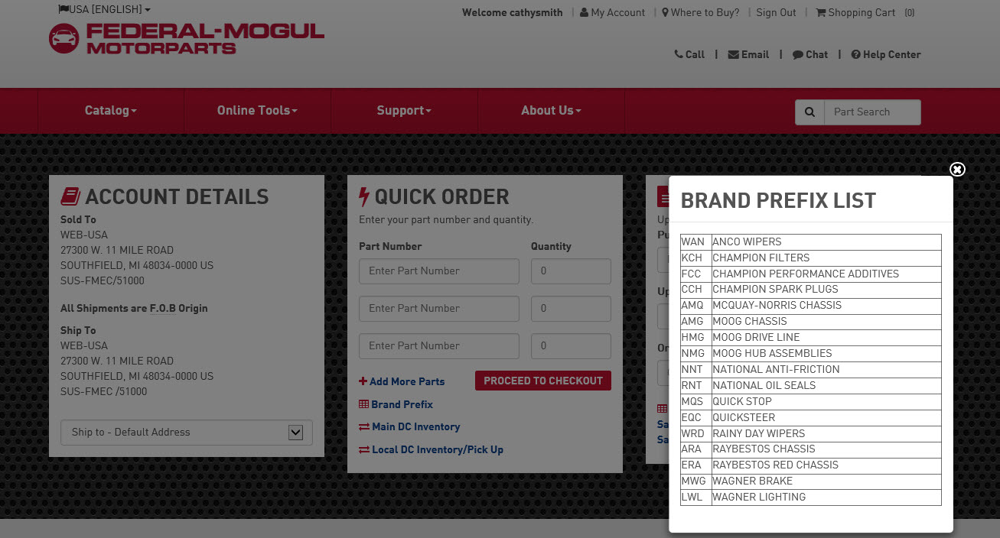 USA [ENGLISH]
Welcome cathysmith | My Account | Where to Buy? | Sign Out | Shopping Cart (0)
FEDERAL-MOGUL
MOTORPARTS
Call | Email | Chat | Help Center
Catalog Online Tools Support About Us Part Search
ACCOUNT DETAILS
Sold To
WEB-USA
27300 W. 11 MILE ROAD
SOUTHFIELD, MI 48034-0000 US
SUS-FMEC/51000
All Shipments are F.O.B Origin
Ship To
WEB-USA
27300 W. 11 MILE ROAD
SOUTHFIELD, MI 48034-0000 US
SUS-FMEC /51000
Ship to - Default Address
QUICK ORDER
Enter your part number and quantity.
Part Number Quantity
Enter Part Number 0
Enter Part Number 0
Enter Part Number 0
Add More Parts PROCEED TO CHECKOUT
Brand Prefix
Main DC Inventory
Local DC Inventory/Pick Up
Up
Pu
Up
Or
Sa
Sa
BRAND PREFIX LIST
WAN ANCO WIPERS
KCH CHAMPION FILTERS
FCC CHAMPION PERFORMANCE ADDITIVES
CCH CHAMPION SPARK PLUGS
AMQ MCQUAY-NORRIS CHASSIS
AMG MOOG CHASSIS
HMG MOOG DRIVE LINE
NMG MOOG HUB ASSEMBLIES
NNT NATIONAL ANTI-FRICTION
RNT NATIONAL OIL SEALS
MQS QUICK STOP
EQC QUICKSTEER
WRD RAINY DAY WIPERS
ARA RAYBESTOS CHASSIS
ERA RAYBESTOS RED CHASSIS
MWG WAGNER BRAKE
LWL WAGNER LIGHTING